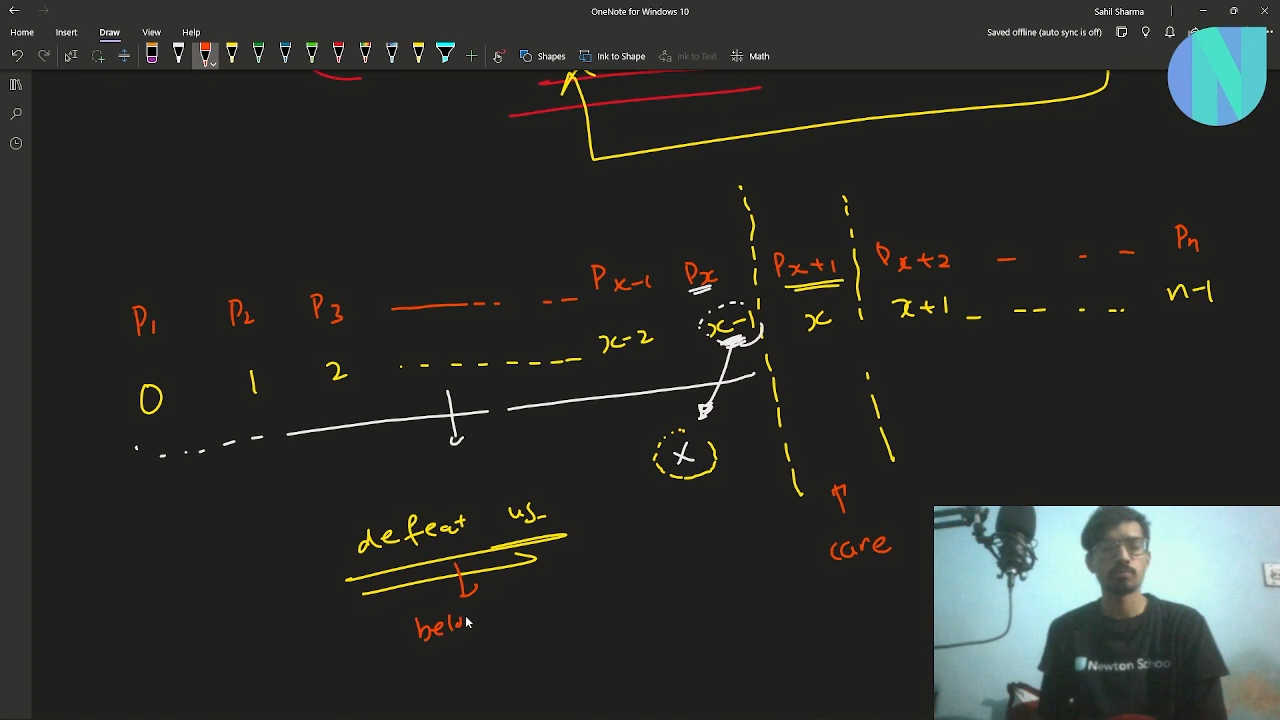 OneNote for Windows 10
Sahil Sharma
Home Insert Draw View Help
Saved offline (auto sync is off)
Shapes Ink to Shape Ink to Text Math
N
P1 P2 P3 Px-1 Px Px+1 Px+2 Pn
0 1 2 x-2 x-1 x x+1 n-1
x
defeat us
care
belo
Newton School